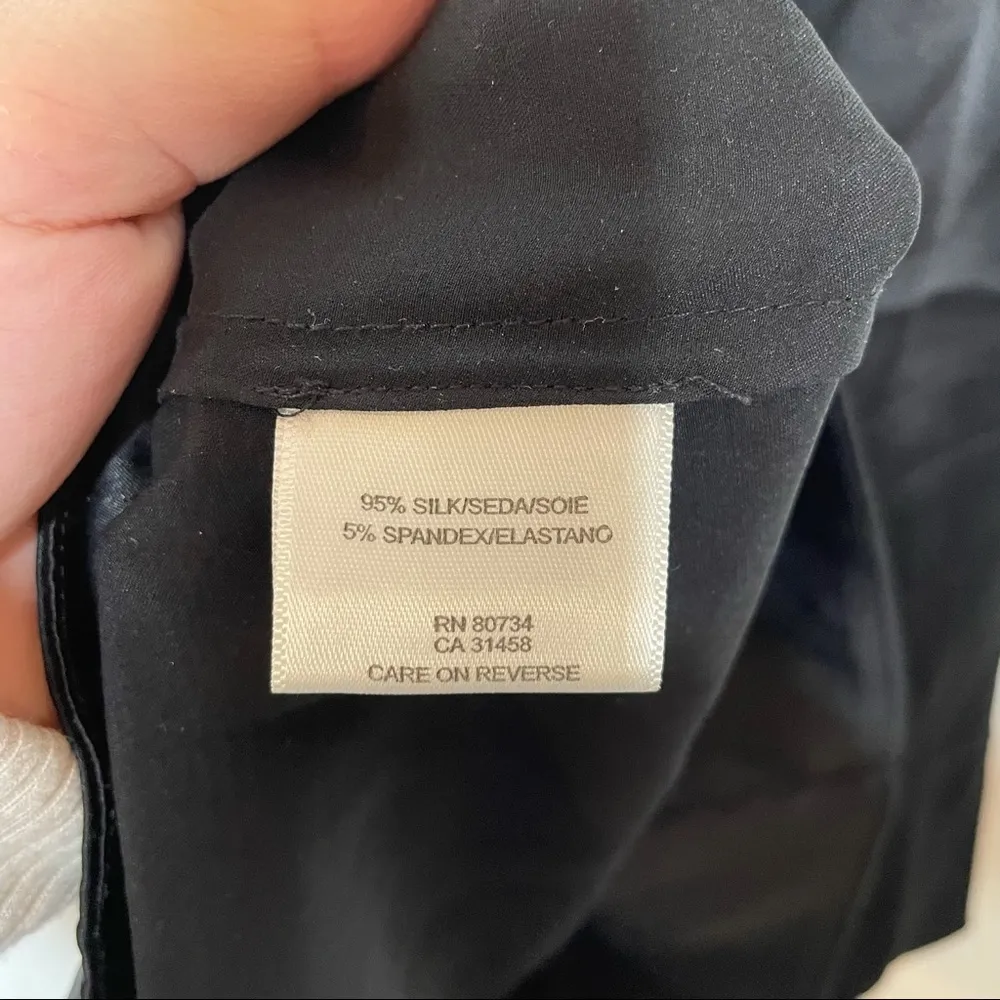 95% SILK/SEDA/SOIE
5% SPANDEX/ELASTANO
RN 80734
CA 31458
CARE ON REVERSE